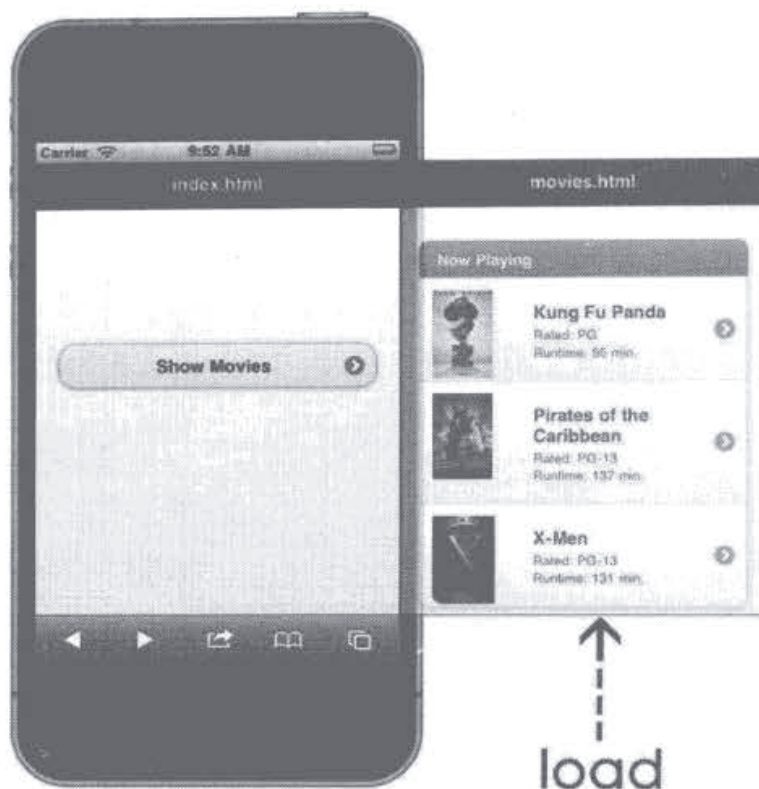 Carrier 9:52 AM
index.html
Show Movies
movies.html
Now Playing
Kung Fu Panda
Rated: PG
Runtime: 95 min.
Pirates of the
Caribbean
Rated: PG-13
Runtime: 137 min.
X-Men
Rated: PG-13
Runtime: 131 min.
load